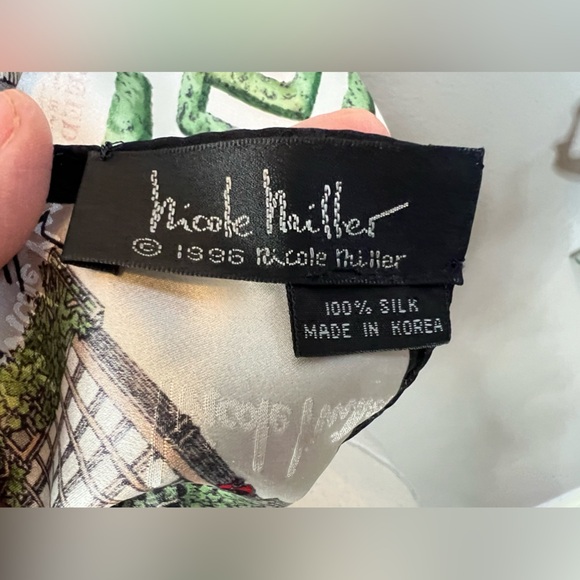 Nicole Miller
© 1996 Nicole Miller
100% SILK
MADE IN KOREA